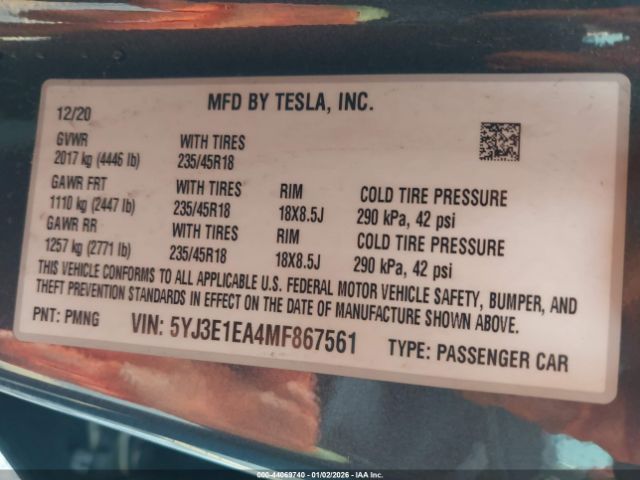 MFD BY TESLA, INC.
12/20
GVWR WITH TIRES
2017 kg (4446 lb) 235/45R18
GAWR FRT WITH TIRES RIM COLD TIRE PRESSURE
1110 kg (2447 lb) 235/45R18 18X8.5J 290 kPa, 42 psi
GAWR RR WITH TIRES RIM COLD TIRE PRESSURE
1257 kg (2771 lb) 235/45R18 18X8.5J 290 kPa, 42 psi
THIS VEHICLE CONFORMS TO ALL APPLICABLE U.S. FEDERAL MOTOR VEHICLE SAFETY, BUMPER, AND
THEFT PREVENTION STANDARDS IN EFFECT ON THE DATE OF MANUFACTURE SHOWN ABOVE.
PNT: PMNG VIN: 5YJ3E1EA4MF867561 TYPE: PASSENGER CAR
000-44069740 - 01/02/2026 - IAA Inc.